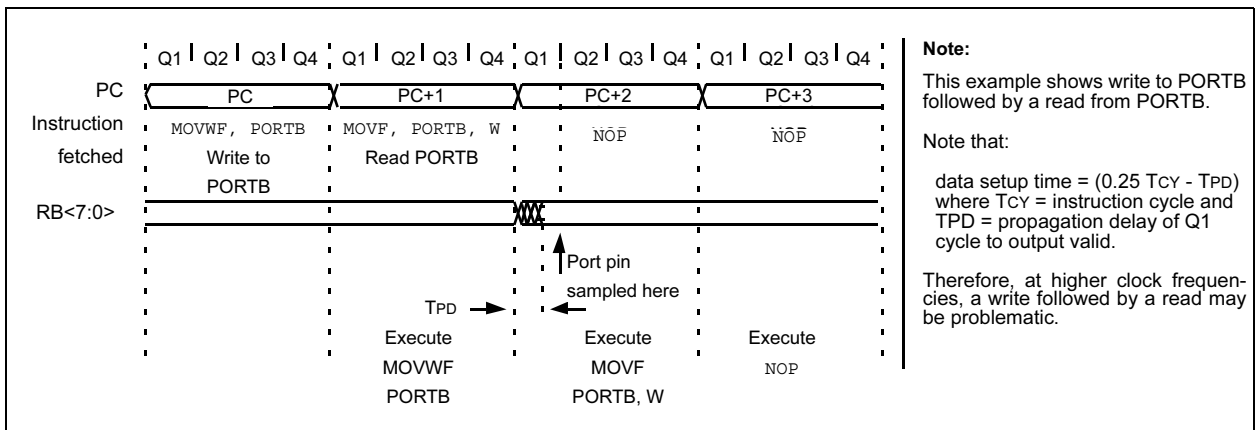 Q1 Q2 Q3 Q4 Q1 Q2 Q3 Q4 Q1 Q2 Q3 Q4 Q1 Q2 Q3 Q4
PC PC PC+1 PC+2 PC+3
Instruction fetched
MOVWF, PORTB MOVF, PORTB, W NOP NOP
Write to PORTB
Read PORTB
RB<7:0>
Port pin
sampled here
TPD
Execute
MOVWF
PORTB
Execute
MOVF
PORTB, W
Execute
NOP
Note:
This example shows write to PORTB
followed by a read from PORTB.
Note that:
data setup time = (0.25 TCY - TPD)
where TCY = instruction cycle and
TPD = propagation delay of Q1
cycle to output valid.
Therefore, at higher clock frequen-
cies, a write followed by a read may
be problematic.